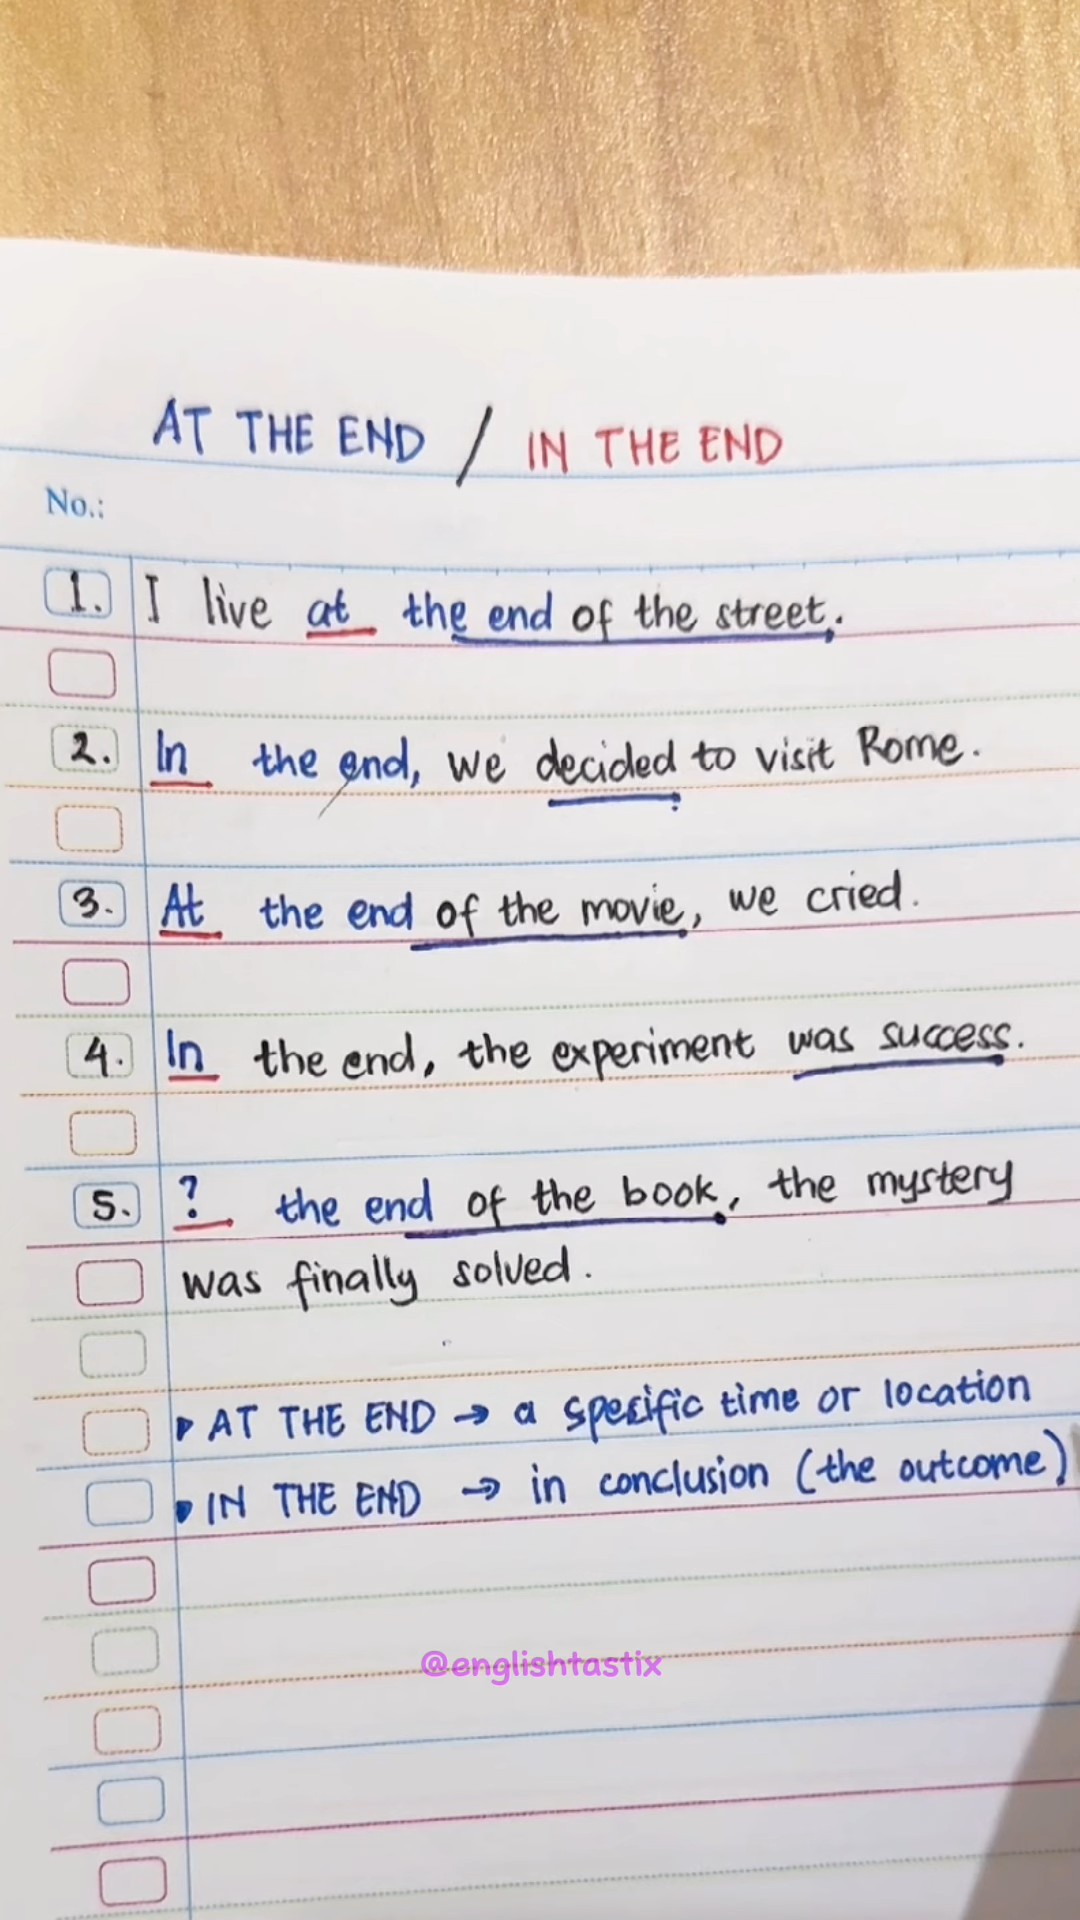 AT THE END / IN THE END
No.:
1. I live at the end of the street.
2. In the end, we decided to visit Rome.
3. At the end of the movie, we cried.
4. In the end, the experiment was success.
5. ? the end of the book, the mystery
was finally solved.
▶ AT THE END → a specific time or location
▶ IN THE END → in conclusion (the outcome)
@englishtastix